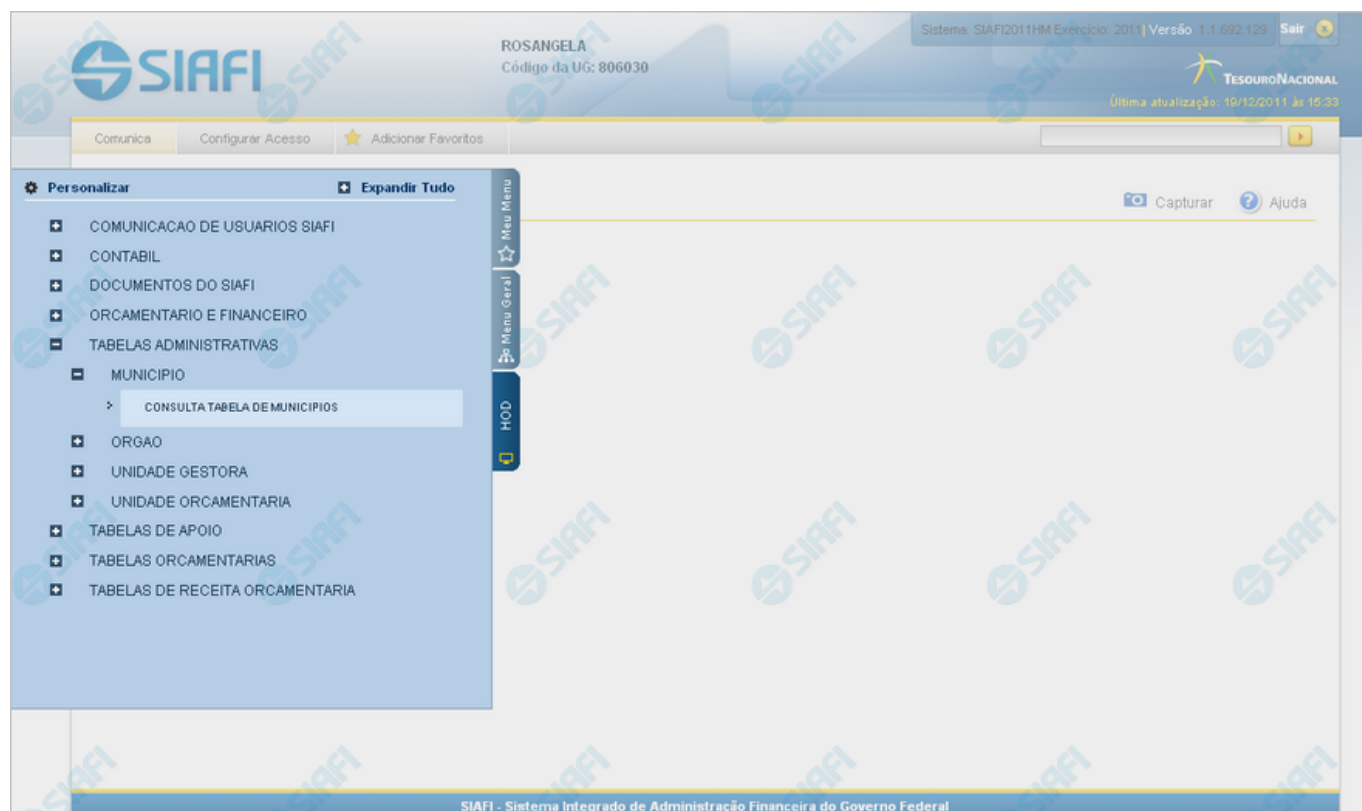 Sistema: SIAFI2011HM Exercício: 2011| Versão 1.1.692.129 Sair
SIAFI
ROSANGELA
Código da UG: 806030
TESOURONACIONAL
Última atualização: 19/12/2011 às 15:33
Comunica Configurar Acesso Adicionar Favoritos
Personalizar Expandir Tudo
Capturar Ajuda
COMUNICACAO DE USUARIOS SIAFI
CONTABIL
DOCUMENTOS DO SIAFI
ORCAMENTARIO E FINANCEIRO
TABELAS ADMINISTRATIVAS
MUNICIPIO
CONSULTA TABELA DE MUNICIPIOS
ORGAO
UNIDADE GESTORA
UNIDADE ORCAMENTARIA
TABELAS DE APOIO
TABELAS ORCAMENTARIAS
TABELAS DE RECEITA ORCAMENTARIA
Meu Menu
Menu Geral
HOD
SIAFI - Sistema Integrado de Administração Financeira do Governo Federal